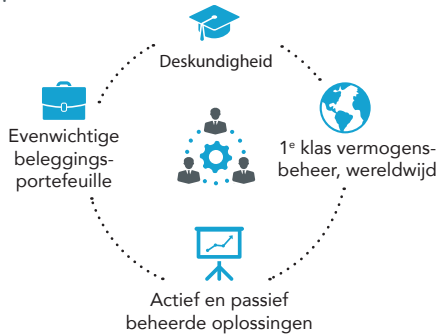 Deskundigheid
Evenwichtige
beleggings-
portefeuille
1e klas vermogens-
beheer, wereldwijd
Actief en passief
beheerde oplossingen